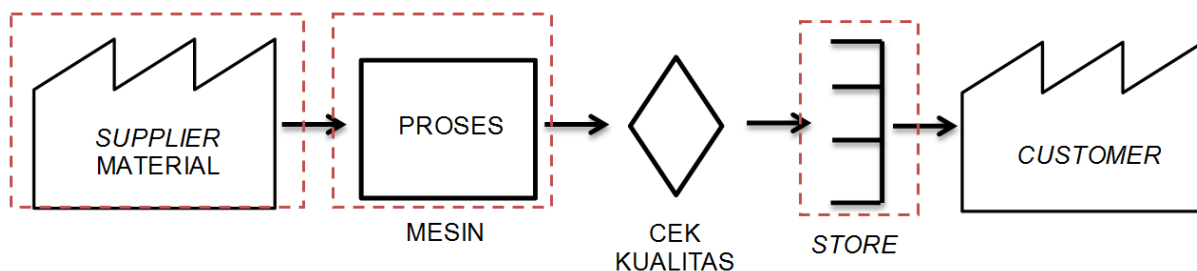 SUPPLIER
MATERIAL
PROSES
MESIN
CEK
KUALITAS
STORE
CUSTOMER